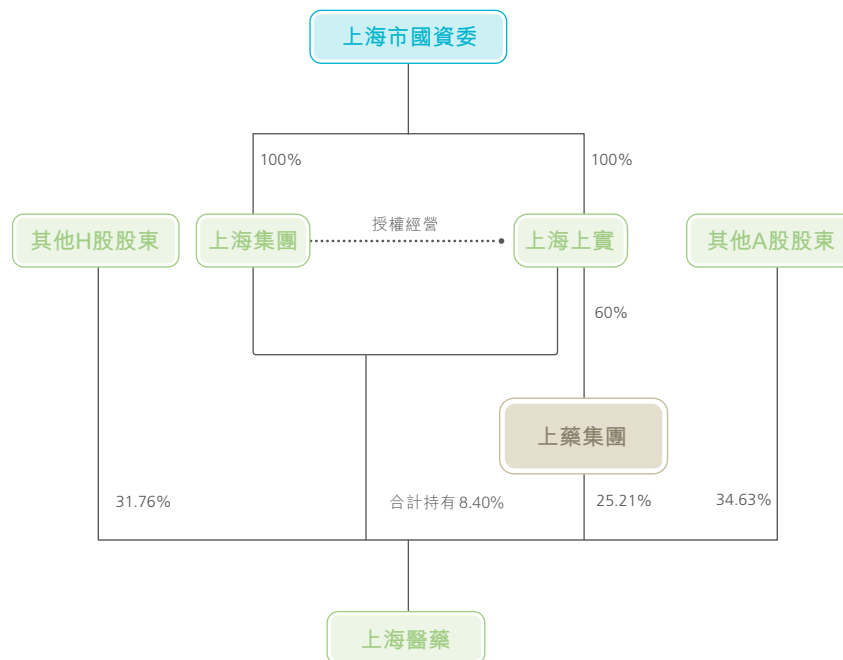 上海市國資委
100%
100%
其他H股股東
上海集團
授權經營
上海上實
其他A股股東
60%
上藥集團
31.76%
合計持有8.40%
25.21%
34.63%
上海醫藥